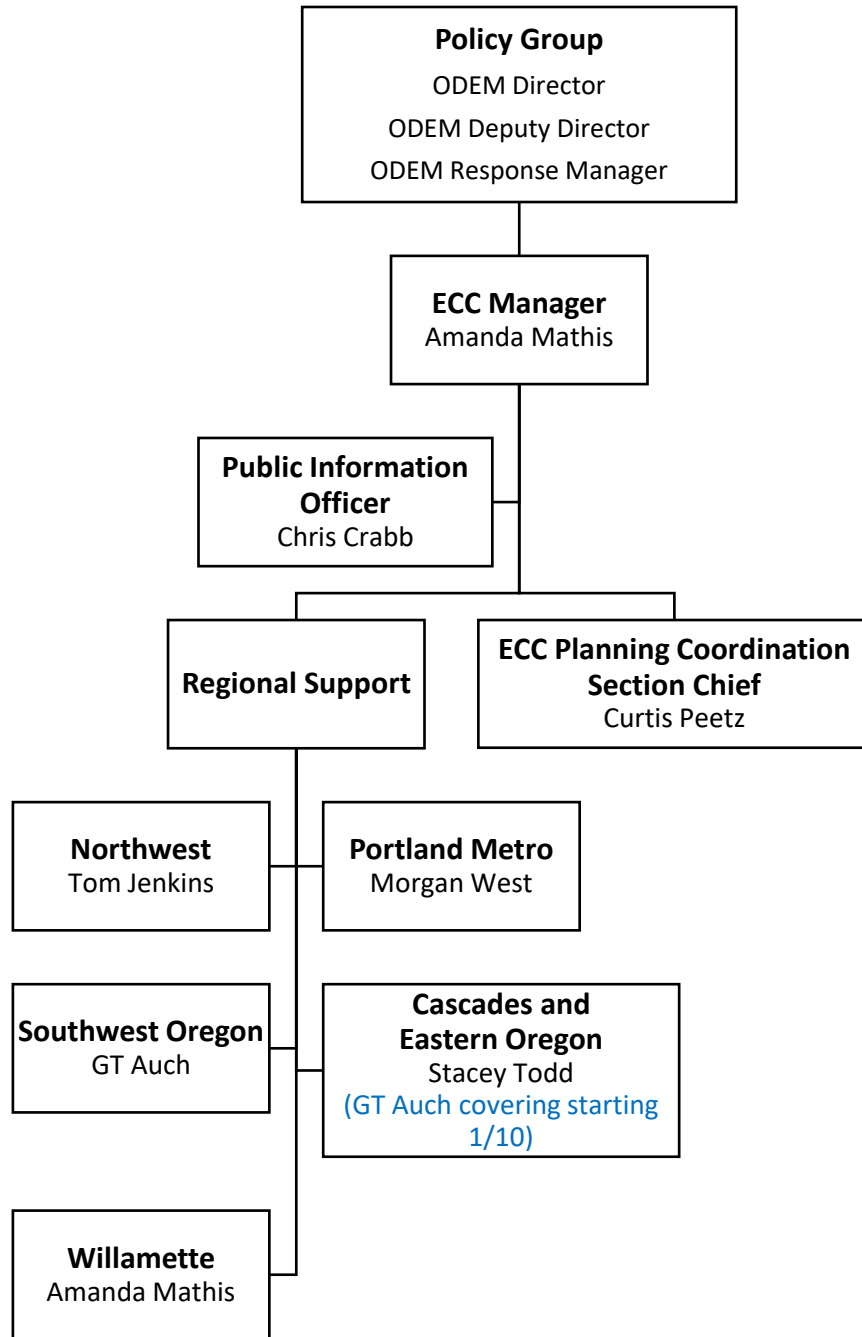 Policy Group
ODEM Director
ODEM Deputy Director
ODEM Response Manager
ECC Manager
Amanda Mathis
Public Information
Officer
Chris Crabb
Regional Support
ECC Planning Coordination
Section Chief
Curtis Peetz
Northwest
Tom Jenkins
Portland Metro
Morgan West
Southwest Oregon
GT Auch
Cascades and
Eastern Oregon
Stacey Todd
(GT Auch covering starting
1/10)
Willamette
Amanda Mathis